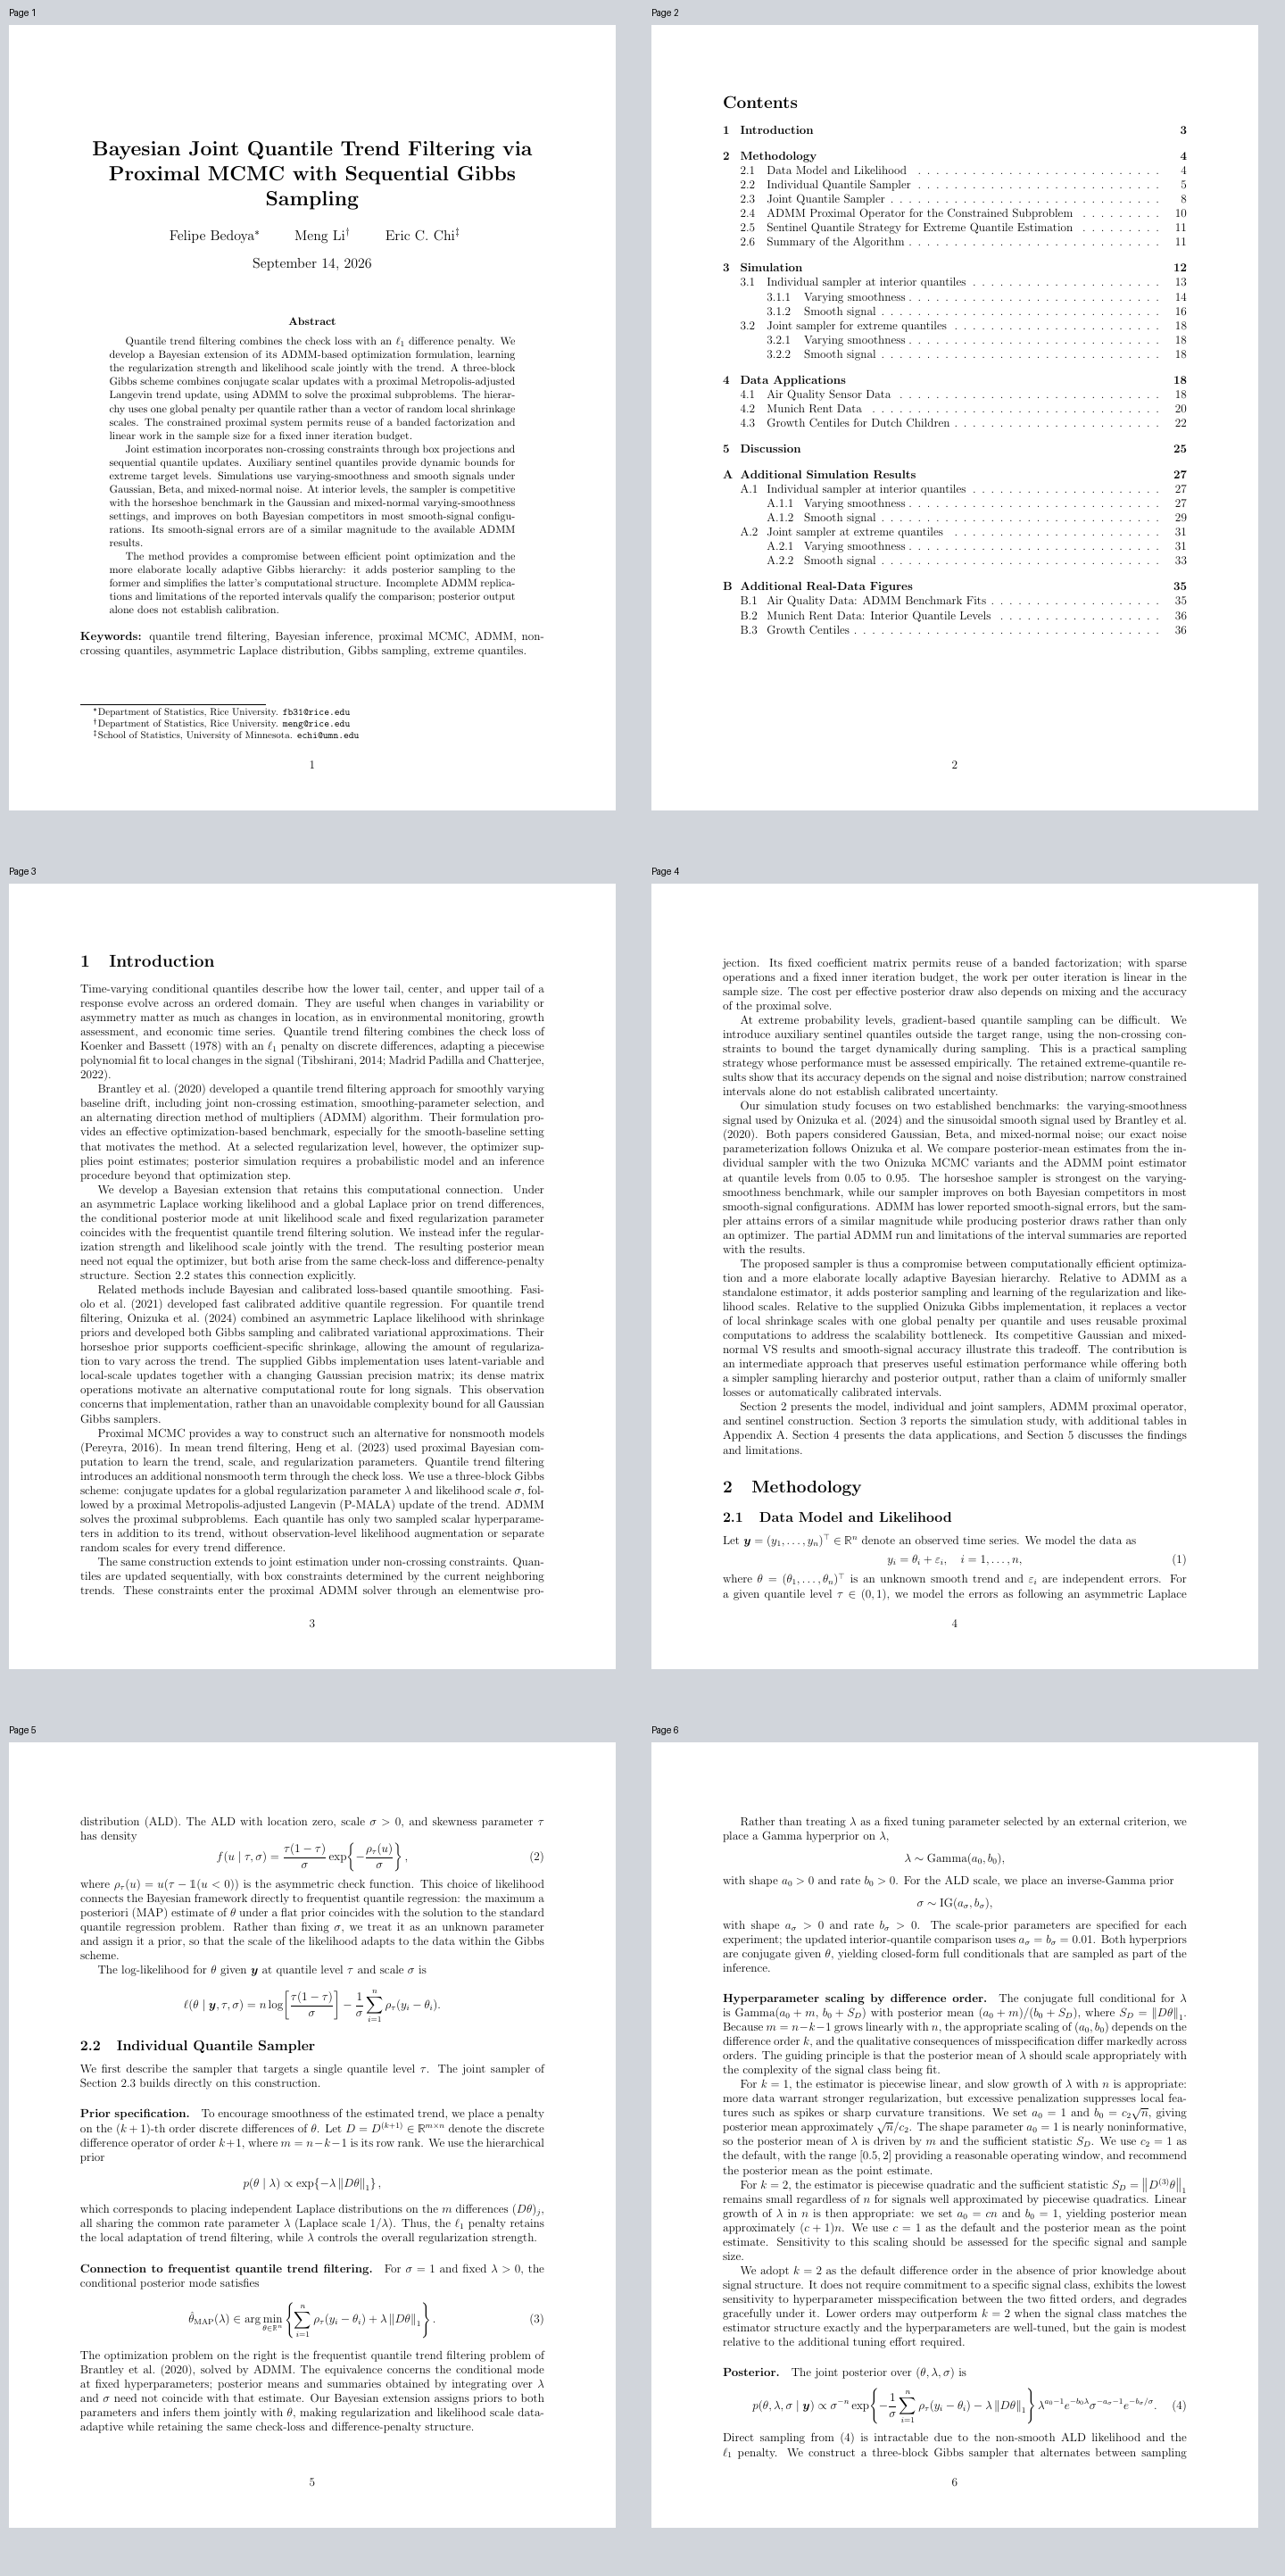 Page 1
Bayesian Joint Quantile Trend Filtering via
Proximal MCMC with Sequential Gibbs
Sampling
Felipe Bedoya* Meng Li† Eric C. Chi‡
September 14, 2026
Abstract
Quantile trend filtering combines the check loss with an ℓ1 difference penalty. We
develop a Bayesian extension of its ADMM-based optimization formulation, learning
the regularization strength and likelihood scale jointly with the trend. A three-block
Gibbs scheme combines conjugate scalar updates with a proximal Metropolis-adjusted
Langevin trend update, using ADMM to solve the proximal subproblems. The hierar-
chy uses one global penalty per quantile rather than a vector of random local shrinkage
scales. The constrained proximal system permits reuse of a banded factorization and
linear work in the sample size for a fixed inner iteration budget.
Joint estimation incorporates non-crossing constraints through box projections and
sequential quantile updates. Auxiliary sentinel quantiles provide dynamic bounds for
extreme target levels. Simulations use varying-smoothness and smooth signals under
Gaussian, Beta, and mixed-normal noise. At interior levels, the sampler is competitive
with the horseshoe benchmark in the Gaussian and mixed-normal varying-smoothness
settings, and improves on both Bayesian competitors in most smooth-signal configu-
rations. Its smooth-signal errors are of a similar magnitude to the available ADMM
results.
The method provides a compromise between efficient point optimization and the
more elaborate locally adaptive Gibbs hierarchy: it adds posterior sampling to the
former and simplifies the latter's computational structure. Incomplete ADMM replica-
tions and limitations of the reported intervals qualify the comparison; posterior output
alone does not establish calibration.
Keywords: quantile trend filtering, Bayesian inference, proximal MCMC, ADMM, non-
crossing quantiles, asymmetric Laplace distribution, Gibbs sampling, extreme quantiles.
*Department of Statistics, Rice University. fb31@rice.edu
†Department of Statistics, Rice University. meng@rice.edu
‡School of Statistics, University of Minnesota. echi@umn.edu
1
Page 2
Contents
1 Introduction 3
2 Methodology 4
2.1 Data Model and Likelihood . . . 4
2.2 Individual Quantile Sampler . . . 5
2.3 Joint Quantile Sampler . . . 8
2.4 ADMM Proximal Operator for the Constrained Subproblem . . . 10
2.5 Sentinel Quantile Strategy for Extreme Quantile Estimation . . . 11
2.6 Summary of the Algorithm . . . 11
3 Simulation 12
3.1 Individual sampler at interior quantiles . . . 13
3.1.1 Varying smoothness . . . 14
3.1.2 Smooth signal . . . 16
3.2 Joint sampler for extreme quantiles . . . 18
3.2.1 Varying smoothness . . . 18
3.2.2 Smooth signal . . . 18
4 Data Applications 18
4.1 Air Quality Sensor Data . . . 18
4.2 Munich Rent Data . . . 20
4.3 Growth Centiles for Dutch Children . . . 22
5 Discussion 25
A Additional Simulation Results 27
A.1 Individual sampler at interior quantiles . . . 27
A.1.1 Varying smoothness . . . 27
A.1.2 Smooth signal . . . 29
A.2 Joint sampler at extreme quantiles . . . 31
A.2.1 Varying smoothness . . . 31
A.2.2 Smooth signal . . . 33
B Additional Real-Data Figures 35
B.1 Air Quality Data: ADMM Benchmark Fits . . . 35
B.2 Munich Rent Data: Interior Quantile Levels . . . 36
B.3 Growth Centiles . . . 36
2
Page 3
1 Introduction
Time-varying conditional quantiles describe how the lower tail, center, and upper tail of a
response evolve across an ordered domain. They are useful when changes in variability or
asymmetry matter as much as changes in location, as in environmental monitoring, growth
assessment, and economic time series. Quantile trend filtering combines the check loss of
Koenker and Bassett (1978) with an ℓ1 penalty on discrete differences, adapting a piecewise
polynomial fit to local changes in the signal (Tibshirani, 2014; Madrid Padilla and Chatterjee,
2022).
Brantley et al. (2020) developed a quantile trend filtering approach for smoothly varying
baseline drift, including joint non-crossing estimation, smoothing-parameter selection, and
an alternating direction method of multipliers (ADMM) algorithm. Their formulation pro-
vides an effective optimization-based benchmark, especially for the smooth-baseline setting
that motivates the method. At a selected regularization level, however, the optimizer sup-
plies point estimates; posterior simulation requires a probabilistic model and an inference
procedure beyond that optimization step.
We develop a Bayesian extension that retains this computational connection. Under
an asymmetric Laplace working likelihood and a global Laplace prior on trend differences,
the conditional posterior mode at unit likelihood scale and fixed regularization parameter
coincides with the frequentist quantile trend filtering solution. We instead infer the regular-
ization strength and likelihood scale jointly with the trend. The resulting posterior mean
need not equal the optimizer, but both arise from the same check-loss and difference-penalty
structure. Section 2.2 states this connection explicitly.
Related methods include Bayesian and calibrated loss-based quantile smoothing. Fasi-
olo et al. (2021) developed fast calibrated additive quantile regression. For quantile trend
filtering, Onizuka et al. (2024) combined an asymmetric Laplace likelihood with shrinkage
priors and developed both Gibbs sampling and calibrated variational approximations. Their
horseshoe prior supports coefficient-specific shrinkage, allowing the amount of regulariza-
tion to vary across the trend. The supplied Gibbs implementation uses latent-variable and
local-scale updates together with a changing Gaussian precision matrix; its dense matrix
operations motivate an alternative computational route for long signals. This observation
concerns that implementation, rather than an unavoidable complexity bound for all Gaussian
Gibbs samplers.
Proximal MCMC provides a way to construct such an alternative for nonsmooth models
(Pereyra, 2016). In mean trend filtering, Heng et al. (2023) used proximal Bayesian com-
putation to learn the trend, scale, and regularization parameters. Quantile trend filtering
introduces an additional nonsmooth term through the check loss. We use a three-block Gibbs
scheme: conjugate updates for a global regularization parameter λ and likelihood scale σ, fol-
lowed by a proximal Metropolis-adjusted Langevin (P-MALA) update of the trend. ADMM
solves the proximal subproblems. Each quantile has only two sampled scalar hyperparame-
ters in addition to its trend, without observation-level likelihood augmentation or separate
random scales for every trend difference.
The same construction extends to joint estimation under non-crossing constraints. Quan-
tiles are updated sequentially, with box constraints determined by the current neighboring
trends. These constraints enter the proximal ADMM solver through an elementwise pro-
3
Page 4
jection. Its fixed coefficient matrix permits reuse of a banded factorization; with sparse
operations and a fixed inner iteration budget, the work per outer iteration is linear in the
sample size. The cost per effective posterior draw also depends on mixing and the accuracy
of the proximal solve.
At extreme probability levels, gradient-based quantile sampling can be difficult. We
introduce auxiliary sentinel quantiles outside the target range, using the non-crossing con-
straints to bound the target dynamically during sampling. This is a practical sampling
strategy whose performance must be assessed empirically. The retained extreme-quantile re-
sults show that its accuracy depends on the signal and noise distribution; narrow constrained
intervals alone do not establish calibrated uncertainty.
Our simulation study focuses on two established benchmarks: the varying-smoothness
signal used by Onizuka et al. (2024) and the sinusoidal smooth signal used by Brantley et al.
(2020). Both papers considered Gaussian, Beta, and mixed-normal noise; our exact noise
parameterization follows Onizuka et al. We compare posterior-mean estimates from the in-
dividual sampler with the two Onizuka MCMC variants and the ADMM point estimator
at quantile levels from 0.05 to 0.95. The horseshoe sampler is strongest on the varying-
smoothness benchmark, while our sampler improves on both Bayesian competitors in most
smooth-signal configurations. ADMM has lower reported smooth-signal errors, but the sam-
pler attains errors of a similar magnitude while producing posterior draws rather than only
an optimizer. The partial ADMM run and limitations of the interval summaries are reported
with the results.
The proposed sampler is thus a compromise between computationally efficient optimiza-
tion and a more elaborate locally adaptive Bayesian hierarchy. Relative to ADMM as a
standalone estimator, it adds posterior sampling and learning of the regularization and like-
lihood scales. Relative to the supplied Onizuka Gibbs implementation, it replaces a vector
of local shrinkage scales with one global penalty per quantile and uses reusable proximal
computations to address the scalability bottleneck. Its competitive Gaussian and mixed-
normal VS results and smooth-signal accuracy illustrate this tradeoff. The contribution is
an intermediate approach that preserves useful estimation performance while offering both
a simpler sampling hierarchy and posterior output, rather than a claim of uniformly smaller
losses or automatically calibrated intervals.
Section 2 presents the model, individual and joint samplers, ADMM proximal operator,
and sentinel construction. Section 3 reports the simulation study, with additional tables in
Appendix A. Section 4 presents the data applications, and Section 5 discusses the findings
and limitations.
2 Methodology
2.1 Data Model and Likelihood
Let y = (y1, . . . , yn)⊤ ∈ ℝn denote an observed time series. We model the data as
yi = θi + εi, i = 1, . . . , n, (1)
where θ = (θ1, . . . , θn)⊤ is an unknown smooth trend and εi are independent errors. For
a given quantile level τ ∈ (0, 1), we model the errors as following an asymmetric Laplace
4
Page 5
distribution (ALD). The ALD with location zero, scale σ > 0, and skewness parameter τ
has density
f(u | τ, σ) = τ(1 − τ)/σ exp{−ρτ(u)/σ}, (2)
where ρτ(u) = u(τ − 𝟙(u < 0)) is the asymmetric check function. This choice of likelihood
connects the Bayesian framework directly to frequentist quantile regression: the maximum a
posteriori (MAP) estimate of θ under a flat prior coincides with the solution to the standard
quantile regression problem. Rather than fixing σ, we treat it as an unknown parameter
and assign it a prior, so that the scale of the likelihood adapts to the data within the Gibbs
scheme.
The log-likelihood for θ given y at quantile level τ and scale σ is
ℓ(θ | y, τ, σ) = n log[τ(1 − τ)/σ] − 1/σ ∑ni=1 ρτ(yi − θi).
2.2 Individual Quantile Sampler
We first describe the sampler that targets a single quantile level τ. The joint sampler of
Section 2.3 builds directly on this construction.
Prior specification. To encourage smoothness of the estimated trend, we place a penalty
on the (k + 1)-th order discrete differences of θ. Let D = D(k+1) ∈ ℝm×n denote the discrete
difference operator of order k+1, where m = n−k−1 is its row rank. We use the hierarchical
prior
p(θ | λ) ∝ exp{−λ ‖Dθ‖1},
which corresponds to placing independent Laplace distributions on the m differences (Dθ)j,
all sharing the common rate parameter λ (Laplace scale 1/λ). Thus, the ℓ1 penalty retains
the local adaptation of trend filtering, while λ controls the overall regularization strength.
Connection to frequentist quantile trend filtering. For σ = 1 and fixed λ > 0, the
conditional posterior mode satisfies
θ̂MAP(λ) ∈ arg min θ∈ℝn {∑ni=1 ρτ(yi − θi) + λ ‖Dθ‖1}. (3)
The optimization problem on the right is the frequentist quantile trend filtering problem of
Brantley et al. (2020), solved by ADMM. The equivalence concerns the conditional mode
at fixed hyperparameters; posterior means and summaries obtained by integrating over λ
and σ need not coincide with that estimate. Our Bayesian extension assigns priors to both
parameters and infers them jointly with θ, making regularization and likelihood scale data-
adaptive while retaining the same check-loss and difference-penalty structure.
5
Page 6
Rather than treating λ as a fixed tuning parameter selected by an external criterion, we
place a Gamma hyperprior on λ,
λ ∼ Gamma(a0, b0),
with shape a0 > 0 and rate b0 > 0. For the ALD scale, we place an inverse-Gamma prior
σ ∼ IG(aσ, bσ),
with shape aσ > 0 and rate bσ > 0. The scale-prior parameters are specified for each
experiment; the updated interior-quantile comparison uses aσ = bσ = 0.01. Both hyperpriors
are conjugate given θ, yielding closed-form full conditionals that are sampled as part of the
inference.
Hyperparameter scaling by difference order. The conjugate full conditional for λ
is Gamma(a0 + m, b0 + SD) with posterior mean (a0 + m)/(b0 + SD), where SD = ‖Dθ‖1.
Because m = n−k−1 grows linearly with n, the appropriate scaling of (a0, b0) depends on the
difference order k, and the qualitative consequences of misspecification differ markedly across
orders. The guiding principle is that the posterior mean of λ should scale appropriately with
the complexity of the signal class being fit.
For k = 1, the estimator is piecewise linear, and slow growth of λ with n is appropriate:
more data warrant stronger regularization, but excessive penalization suppresses local fea-
tures such as spikes or sharp curvature transitions. We set a0 = 1 and b0 = c2√n, giving
posterior mean approximately √n/c2. The shape parameter a0 = 1 is nearly noninformative,
so the posterior mean of λ is driven by m and the sufficient statistic SD. We use c2 = 1 as
the default, with the range [0.5, 2] providing a reasonable operating window, and recommend
the posterior mean as the point estimate.
For k = 2, the estimator is piecewise quadratic and the sufficient statistic SD = ‖D(3)θ‖1
remains small regardless of n for signals well approximated by piecewise quadratics. Linear
growth of λ in n is then appropriate: we set a0 = cn and b0 = 1, yielding posterior mean
approximately (c + 1)n. We use c = 1 as the default and the posterior mean as the point
estimate. Sensitivity to this scaling should be assessed for the specific signal and sample
size.
We adopt k = 2 as the default difference order in the absence of prior knowledge about
signal structure. It does not require commitment to a specific signal class, exhibits the lowest
sensitivity to hyperparameter misspecification between the two fitted orders, and degrades
gracefully under it. Lower orders may outperform k = 2 when the signal class matches the
estimator structure exactly and the hyperparameters are well-tuned, but the gain is modest
relative to the additional tuning effort required.
Posterior. The joint posterior over (θ, λ, σ) is
p(θ, λ, σ | y) ∝ σ−n exp{−1/σ ∑ni=1 ρτ(yi − θi) − λ ‖Dθ‖1} λa0−1e−b0λσ−aσ−1e−bσ/σ. (4)
Direct sampling from (4) is intractable due to the non-smooth ALD likelihood and the
ℓ1 penalty. We construct a three-block Gibbs sampler that alternates between sampling
6